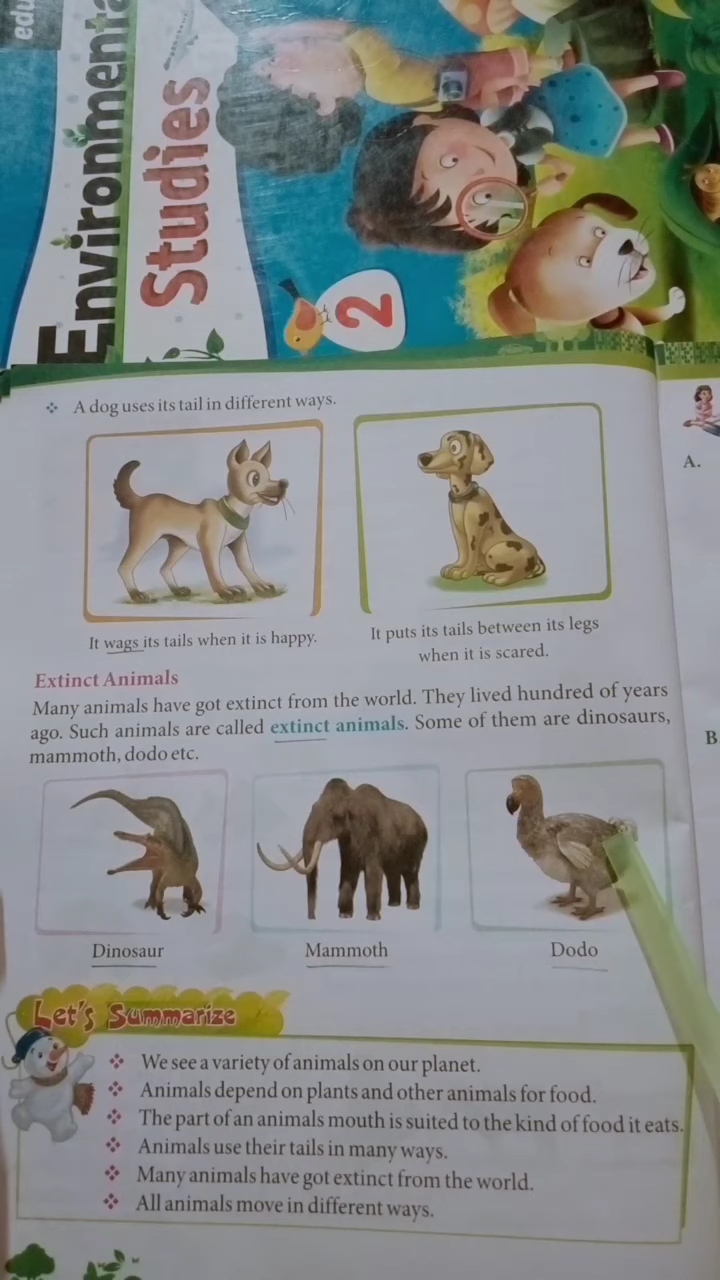 edu
Environmenta
Studies
2
❖ A dog uses its tail in different ways.
It wags its tails when it is happy.
It puts its tails between its legs
when it is scared.
Extinct Animals
Many animals have got extinct from the world. They lived hundred of years
ago. Such animals are called extinct animals. Some of them are dinosaurs,
mammoth, dodo etc.
Dinosaur
Mammoth
Dodo
Let's Summarize
❖ We see a variety of animals on our planet.
❖ Animals depend on plants and other animals for food.
❖ The part of an animals mouth is suited to the kind of food it eats.
❖ Animals use their tails in many ways.
❖ Many animals have got extinct from the world.
❖ All animals move in different ways.
A.
B